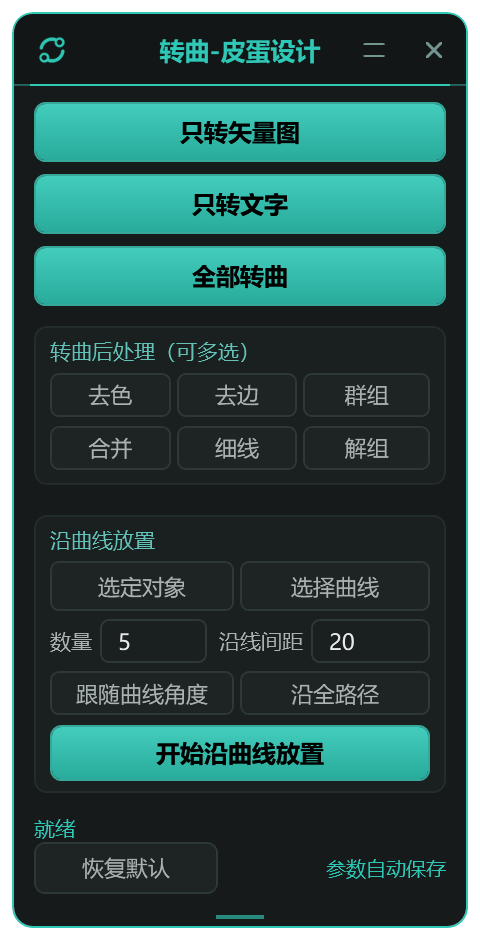 转曲-皮蛋设计
只转矢量图
只转文字
全部转曲
转曲后处理（可多选）
去色 去边 群组
合并 细线 解组
沿曲线放置
选定对象 选择曲线
数量 5 沿线间距 20
跟随曲线角度 沿全路径
开始沿曲线放置
就绪
恢复默认 参数自动保存